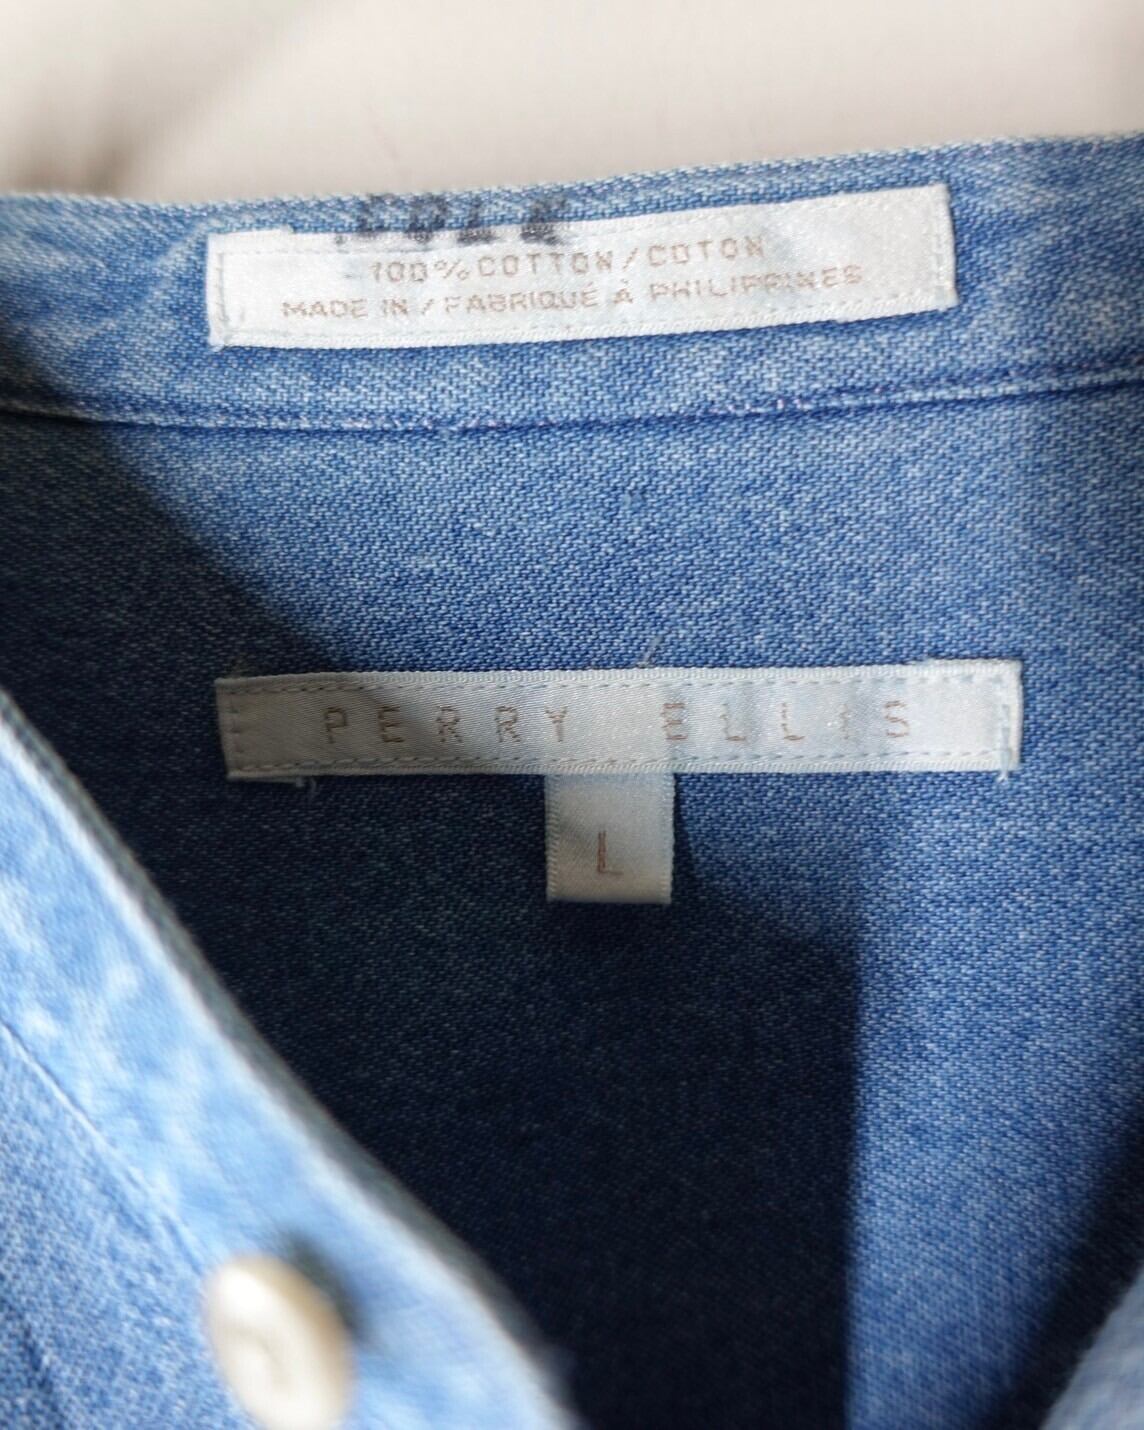 100% COTTON / COTON
MADE IN / FABRIQUÉ À PHILIPPINES
PERRY ELLIS
L